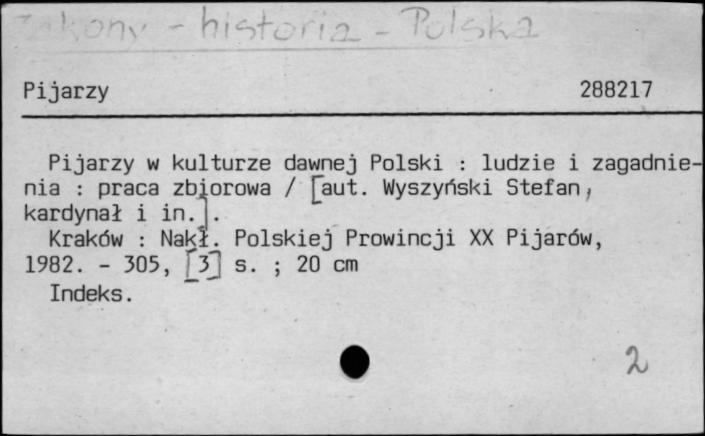 Zakony - historia - Polska
Pijarzy 288217
Pijarzy w kulturze dawnej Polski : ludzie i zagadnie-
nia : praca zbiorowa / [aut. Wyszyński Stefan,
kardynał i in.].
Kraków : Nakł. Polskiej Prowincji XX Pijarów,
1982. - 305, [3] s. ; 20 cm
Indeks.
2